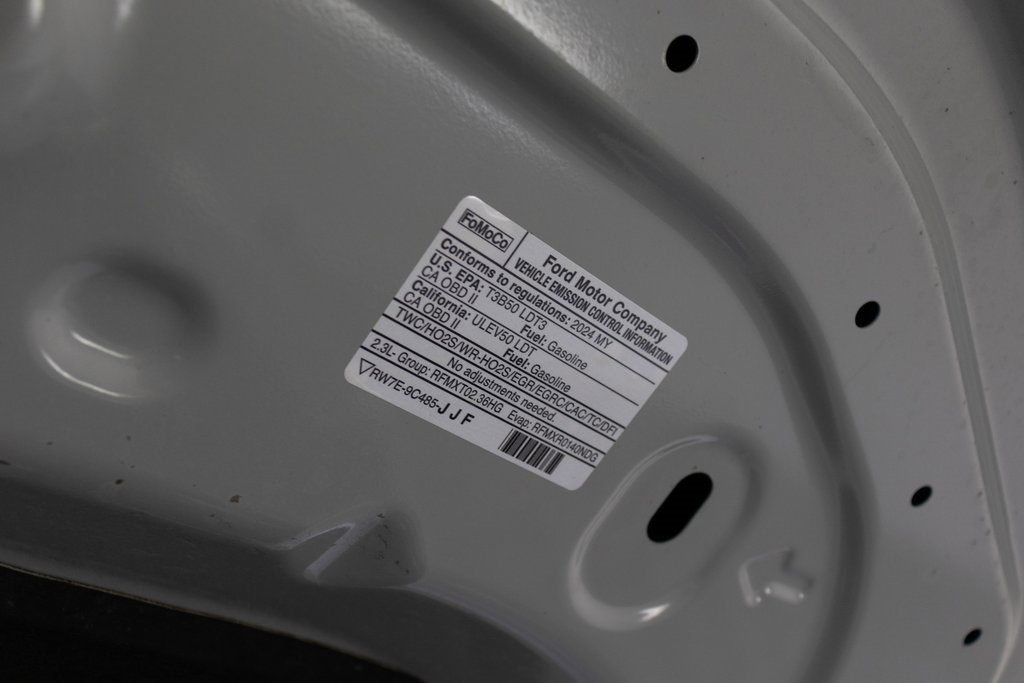 FoMoCo
Ford Motor Company
VEHICLE EMISSION CONTROL INFORMATION
Conforms to regulations: 2024 MY
U.S. EPA: T3B50 LDT3 Fuel: Gasoline
CA OBD II
California: ULEV50 LDT Fuel: Gasoline
CA OBD II
TWC/HO2S/WR-HO2S/EGR/EGRC/CAC/TC/DFI
No adjustments needed.
2.3L- Group: RFMXT02.36HG Evap: RFMXR0140NDG
RW7E-9C485-JJF